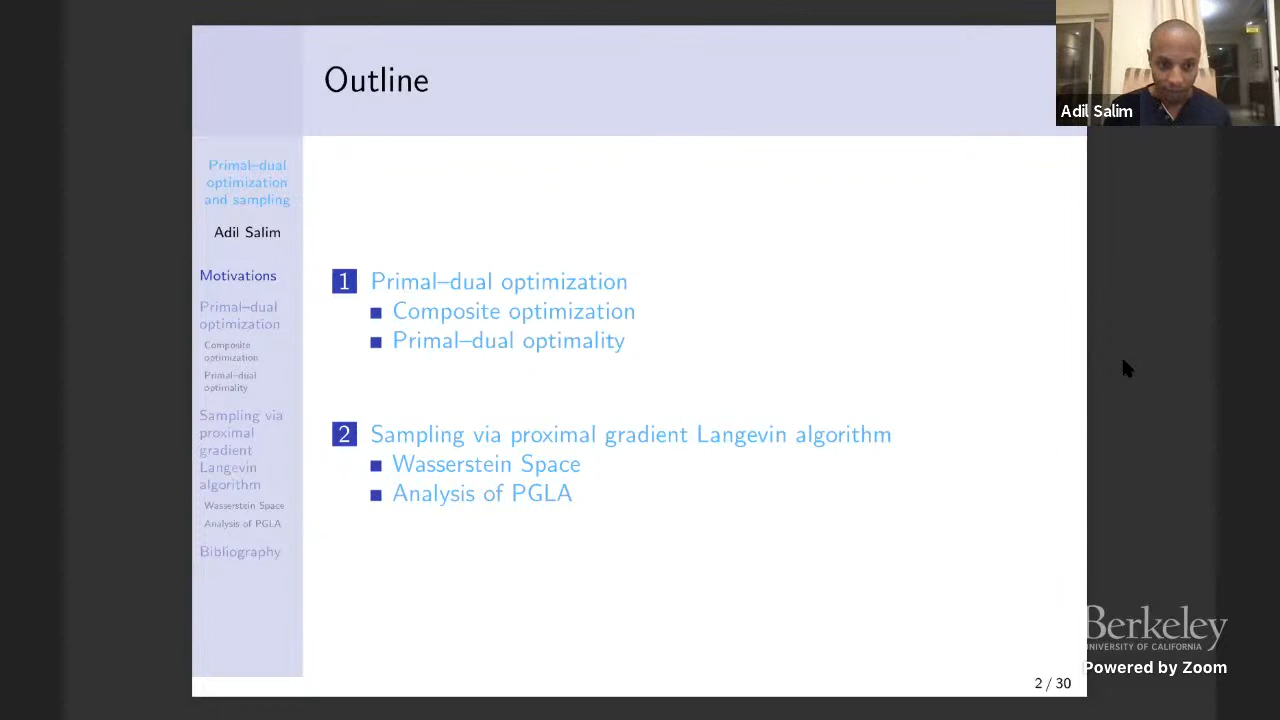 Outline
Adil Salim
Primal–dual
optimization
and sampling
Adil Salim
Motivations
Primal–dual
optimization
Composite
optimization
Primal–dual
optimality
Sampling via
proximal
gradient
Langevin
algorithm
Wasserstein Space
Analysis of PGLA
Bibliography
1 Primal–dual optimization
Composite optimization
Primal–dual optimality
2 Sampling via proximal gradient Langevin algorithm
Wasserstein Space
Analysis of PGLA
Berkeley
UNIVERSITY OF CALIFORNIA
Powered by Zoom
2 / 30